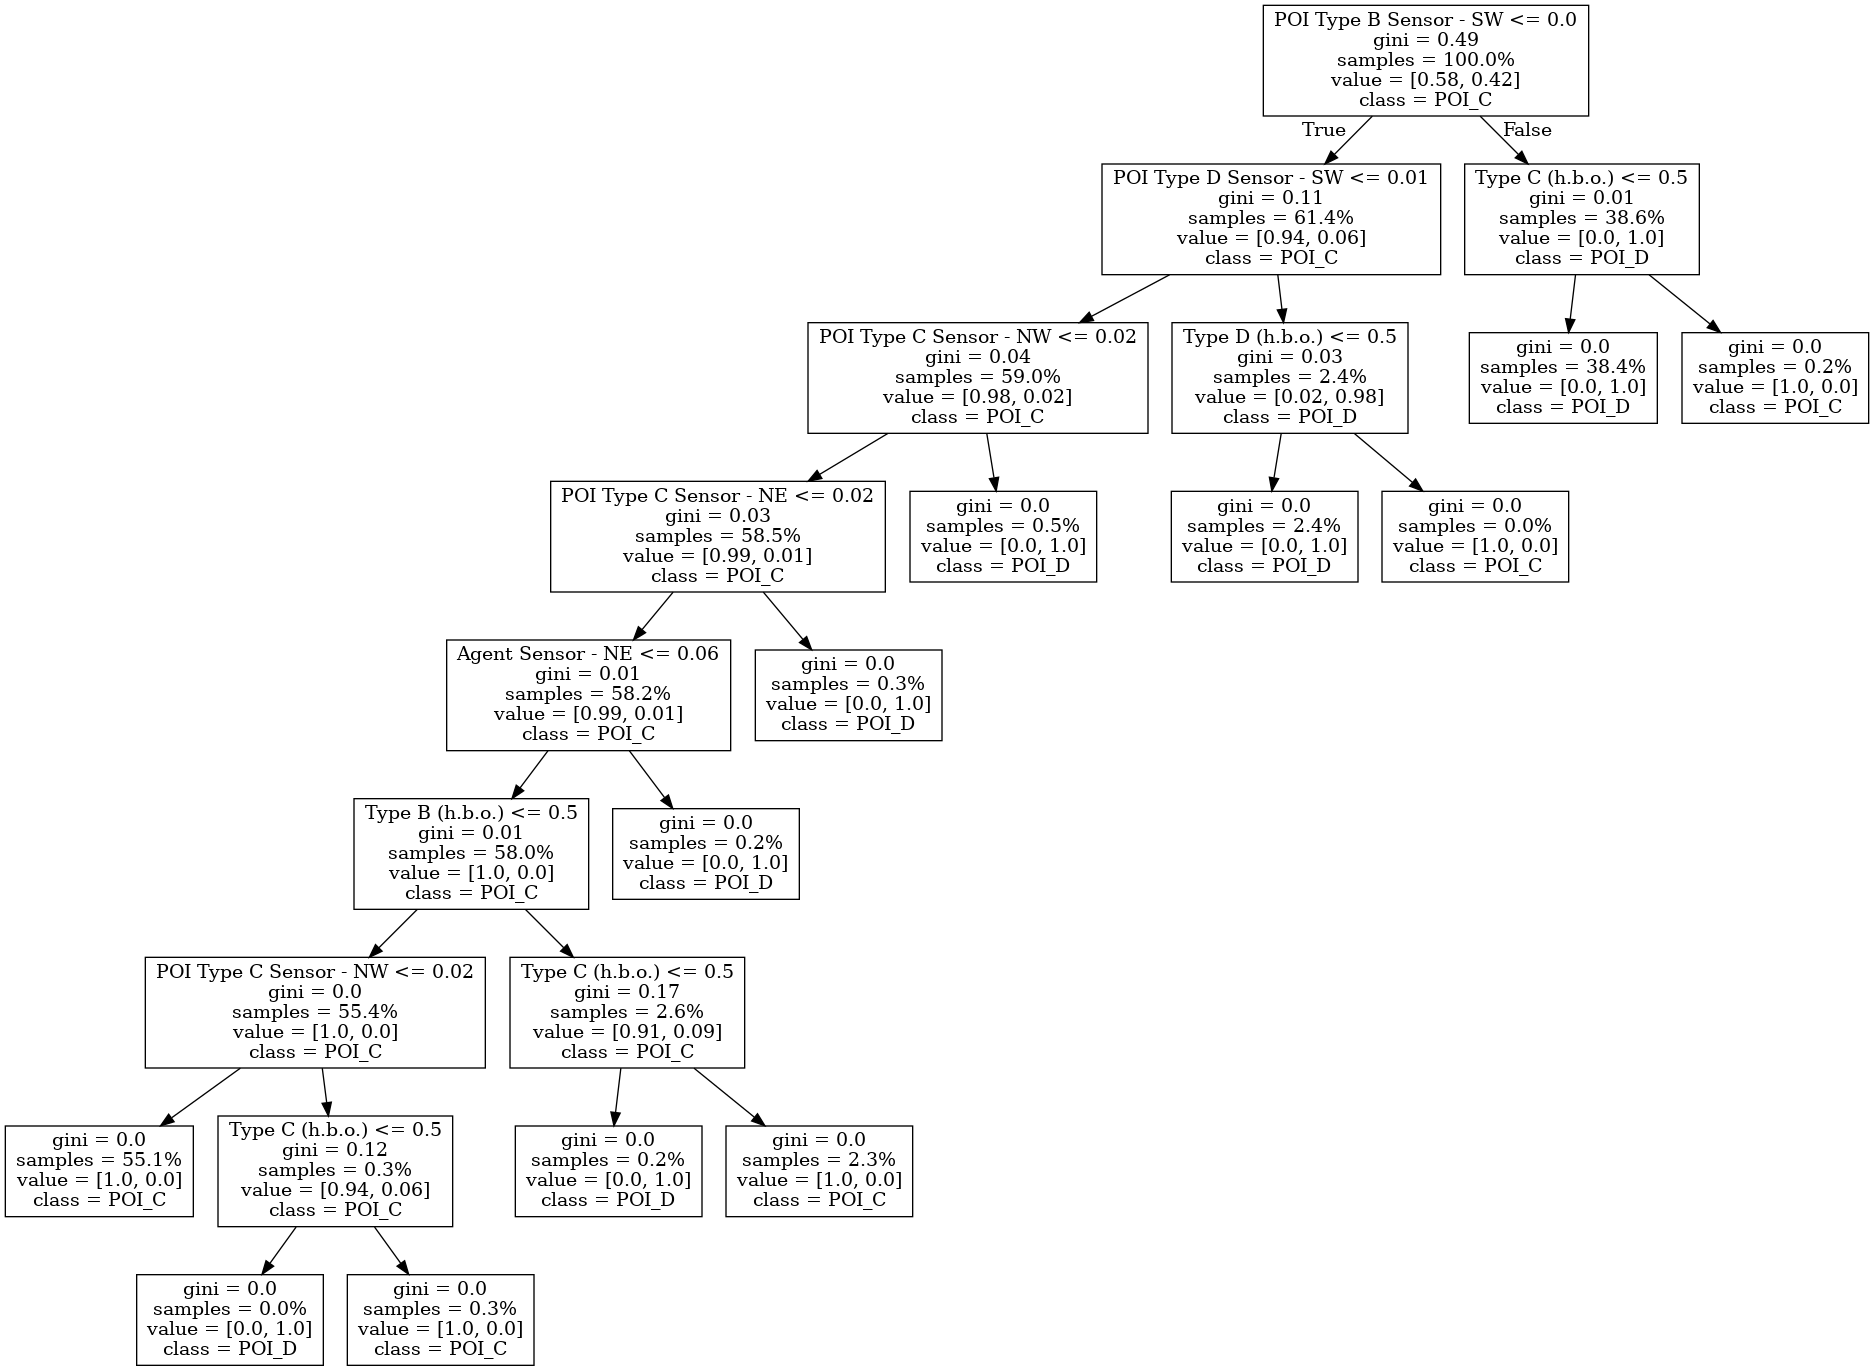 POI Type B Sensor - SW <= 0.0
gini = 0.49
samples = 100.0%
value = [0.58, 0.42]
class = POI_C
True
False
POI Type D Sensor - SW <= 0.01
gini = 0.11
samples = 61.4%
value = [0.94, 0.06]
class = POI_C
Type C (h.b.o.) <= 0.5
gini = 0.01
samples = 38.6%
value = [0.0, 1.0]
class = POI_D
POI Type C Sensor - NW <= 0.02
gini = 0.04
samples = 59.0%
value = [0.98, 0.02]
class = POI_C
Type D (h.b.o.) <= 0.5
gini = 0.03
samples = 2.4%
value = [0.02, 0.98]
class = POI_D
gini = 0.0
samples = 38.4%
value = [0.0, 1.0]
class = POI_D
gini = 0.0
samples = 0.2%
value = [1.0, 0.0]
class = POI_C
POI Type C Sensor - NE <= 0.02
gini = 0.03
samples = 58.5%
value = [0.99, 0.01]
class = POI_C
gini = 0.0
samples = 0.5%
value = [0.0, 1.0]
class = POI_D
gini = 0.0
samples = 2.4%
value = [0.0, 1.0]
class = POI_D
gini = 0.0
samples = 0.0%
value = [1.0, 0.0]
class = POI_C
Agent Sensor - NE <= 0.06
gini = 0.01
samples = 58.2%
value = [0.99, 0.01]
class = POI_C
gini = 0.0
samples = 0.3%
value = [0.0, 1.0]
class = POI_D
Type B (h.b.o.) <= 0.5
gini = 0.01
samples = 58.0%
value = [1.0, 0.0]
class = POI_C
gini = 0.0
samples = 0.2%
value = [0.0, 1.0]
class = POI_D
POI Type C Sensor - NW <= 0.02
gini = 0.0
samples = 55.4%
value = [1.0, 0.0]
class = POI_C
Type C (h.b.o.) <= 0.5
gini = 0.17
samples = 2.6%
value = [0.91, 0.09]
class = POI_C
gini = 0.0
samples = 55.1%
value = [1.0, 0.0]
class = POI_C
Type C (h.b.o.) <= 0.5
gini = 0.12
samples = 0.3%
value = [0.94, 0.06]
class = POI_C
gini = 0.0
samples = 0.2%
value = [0.0, 1.0]
class = POI_D
gini = 0.0
samples = 2.3%
value = [1.0, 0.0]
class = POI_C
gini = 0.0
samples = 0.0%
value = [0.0, 1.0]
class = POI_D
gini = 0.0
samples = 0.3%
value = [1.0, 0.0]
class = POI_C